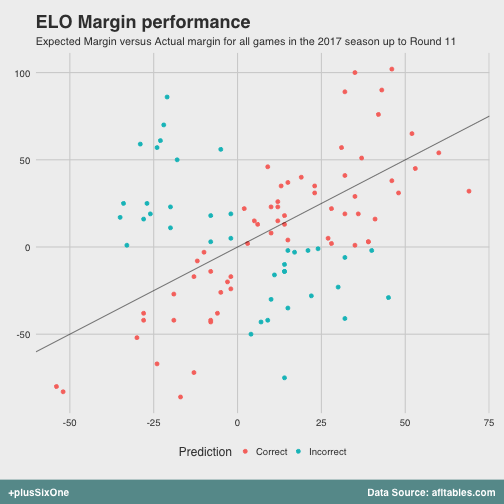 ELO Margin performance
Expected Margin versus Actual margin for all games in the 2017 season up to Round 11
100
50
0
-50
-50
-25
0
25
50
75
Prediction
Correct
Incorrect
+plusSixOne
Data Source: afltables.com